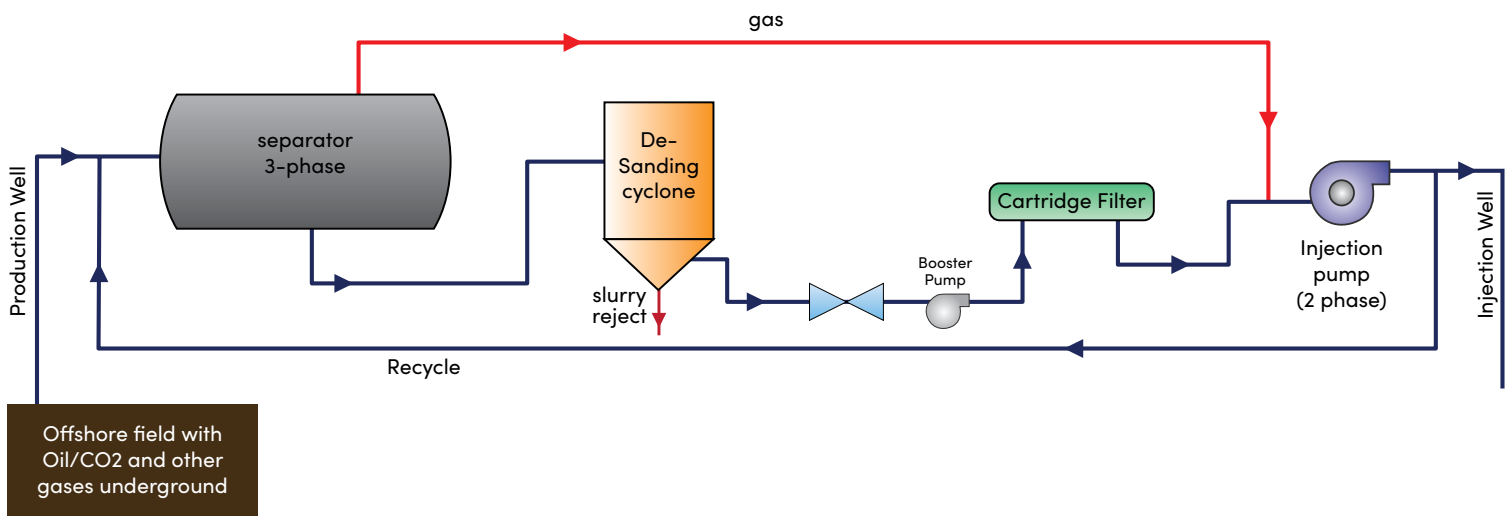 gas
separator
3-phase
De-
Sanding
cyclone
Production Well
Cartridge Filter
Booster
Pump
Injection
pump
(2 phase)
Injection Well
slurry
reject
Recycle
Offshore field with
Oil/CO2 and other
gases underground